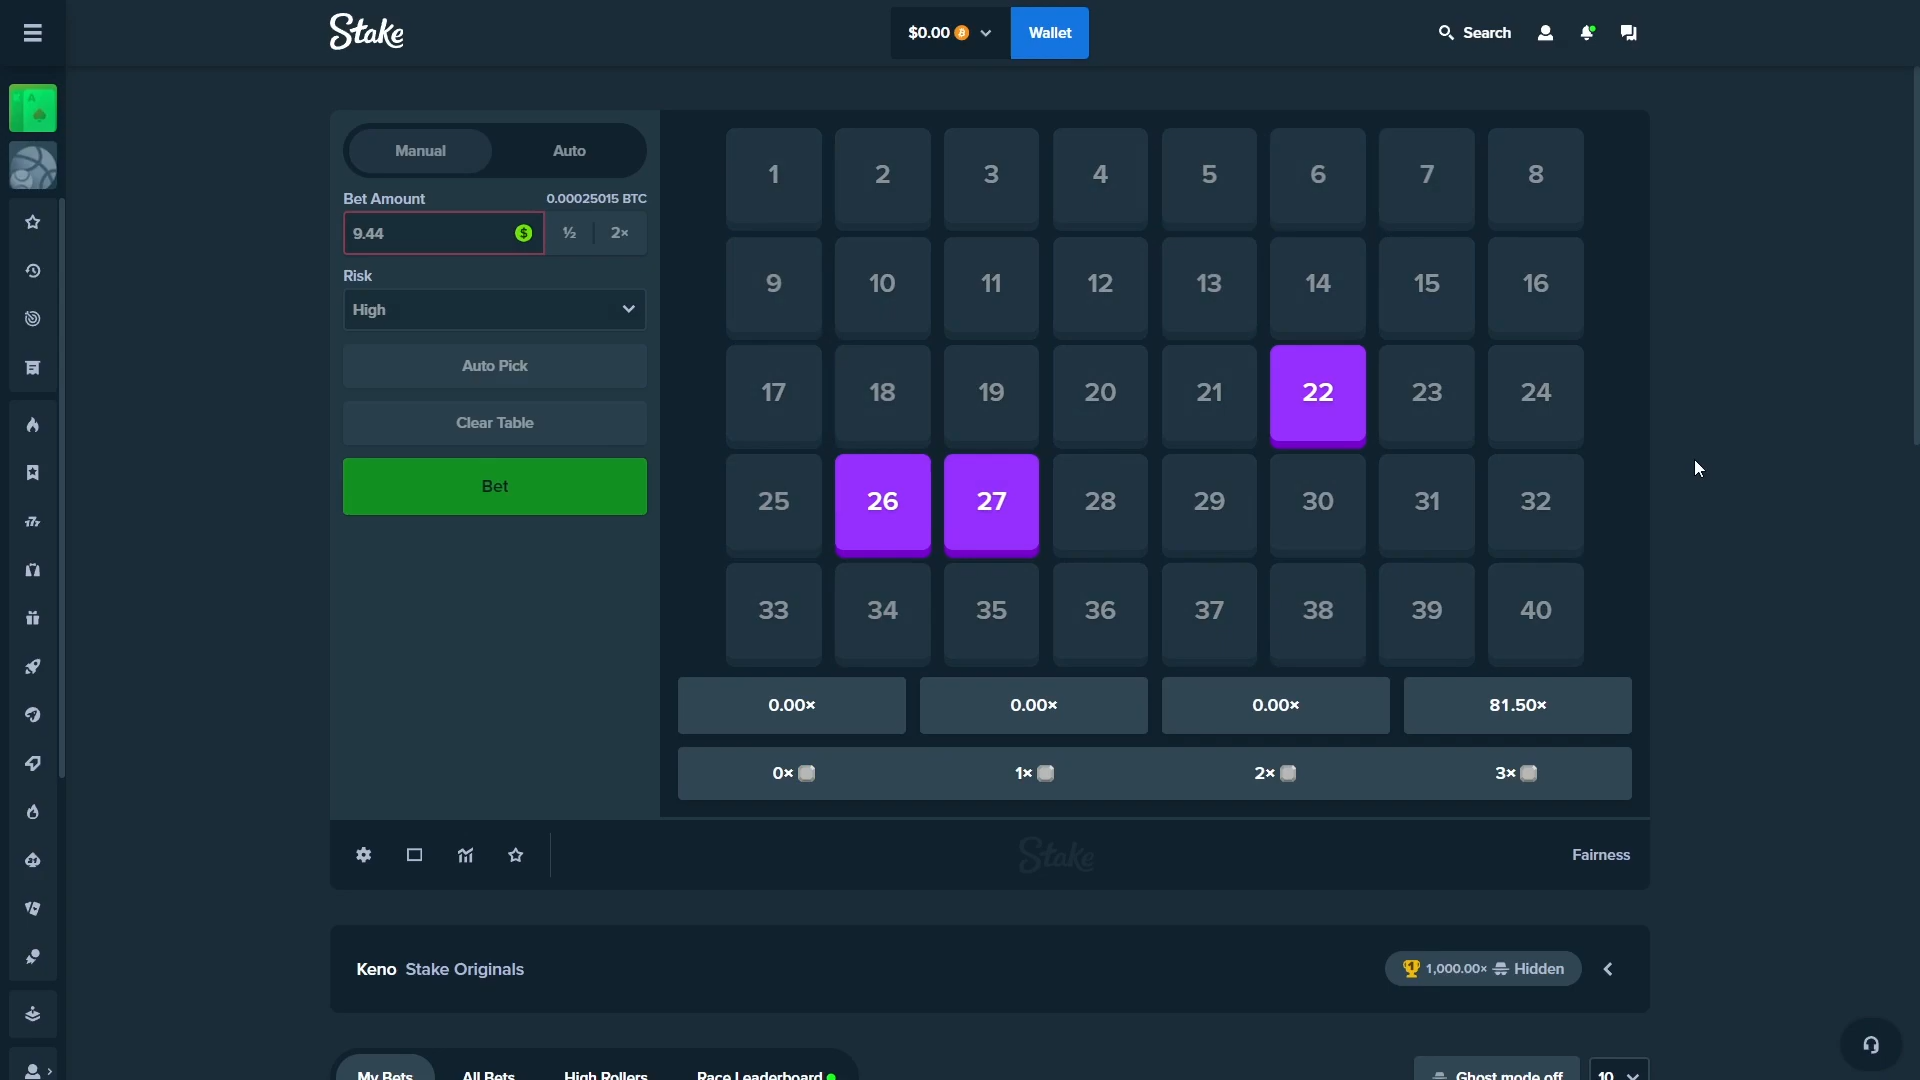 Stake
$0.00
Wallet
Search
Manual
Auto
Bet Amount
0.00025015 BTC
9.44
$
½
2×
Risk
High
Auto Pick
Clear Table
Bet
1 2 3 4 5 6 7 8
9 10 11 12 13 14 15 16
17 18 19 20 21 22 23 24
25 26 27 28 29 30 31 32
33 34 35 36 37 38 39 40
0.00× 0.00× 0.00× 81.50×
0× 1× 2× 3×
Stake
Fairness
Keno Stake Originals
1,000.00× Hidden
My Bets All Bets High Rollers Race Leaderboard
Ghost mode off 10